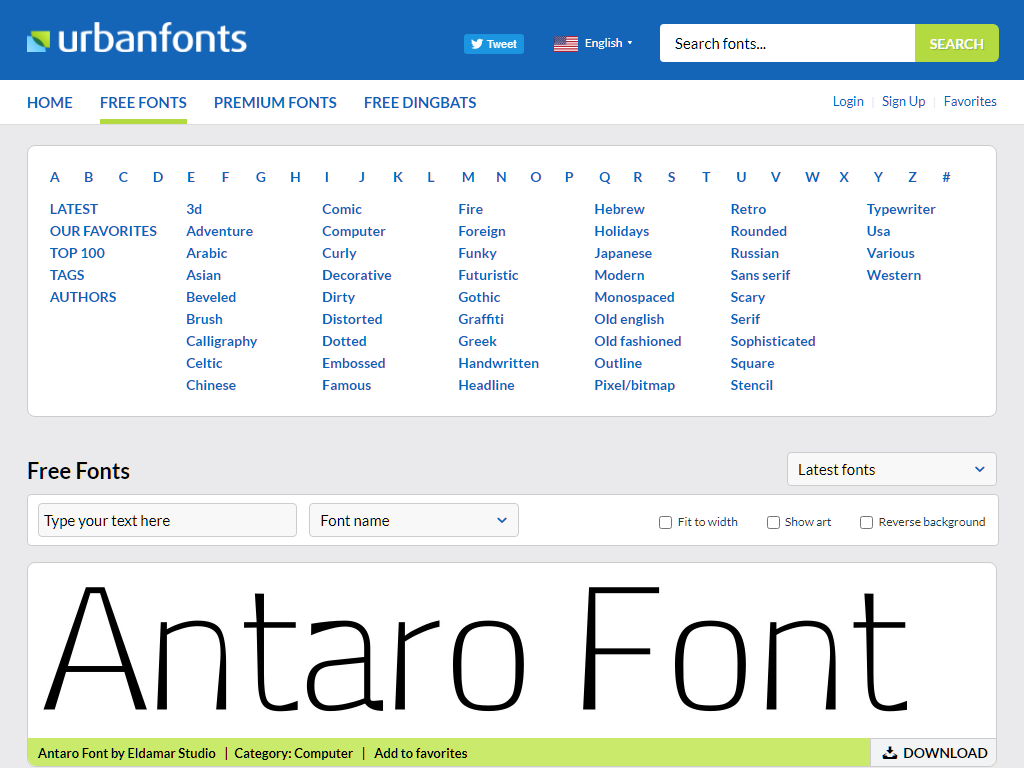 urbanfonts
Tweet
English
Search fonts...
SEARCH
HOME FREE FONTS PREMIUM FONTS FREE DINGBATS
Login Sign Up Favorites
A B C D E F G H I J K L M N O P Q R S T U V W X Y Z #
LATEST
OUR FAVORITES
TOP 100
TAGS
AUTHORS
3d
Adventure
Arabic
Asian
Beveled
Brush
Calligraphy
Celtic
Chinese
Comic
Computer
Curly
Decorative
Dirty
Distorted
Dotted
Embossed
Famous
Fire
Foreign
Funky
Futuristic
Gothic
Graffiti
Greek
Handwritten
Headline
Hebrew
Holidays
Japanese
Modern
Monospaced
Old english
Old fashioned
Outline
Pixel/bitmap
Retro
Rounded
Russian
Sans serif
Scary
Serif
Sophisticated
Square
Stencil
Typewriter
Usa
Various
Western
Free Fonts
Latest fonts
Type your text here
Font name
Fit to width
Show art
Reverse background
Antaro Font
Antaro Font by Eldamar Studio | Category: Computer | Add to favorites
DOWNLOAD